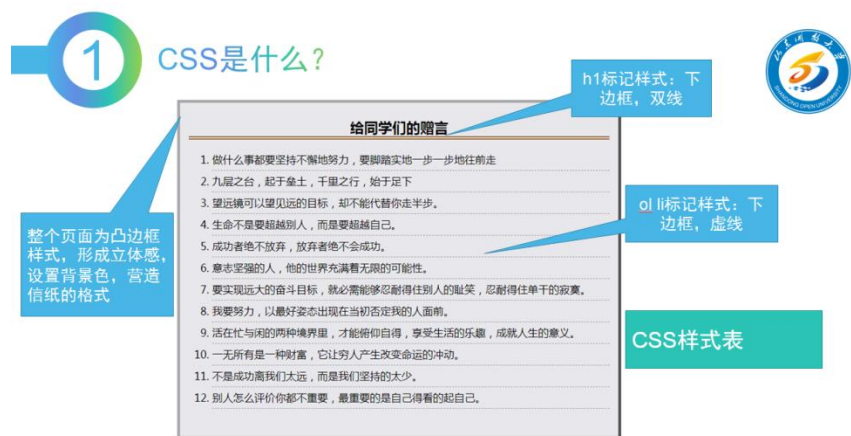 1
CSS是什么？
山东开放大学
SHANDONG OPEN UNIVERSITY
h1标记样式：下
边框，双线
给同学们的赠言
1. 做什么事都要坚持不懈地努力，要脚踏实地一步一步地往前走
2. 九层之台，起于垒土，千里之行，始于足下
3. 望远镜可以望见远的目标，却不能代替你走半步。
4. 生命不是要超越别人，而是要超越自己。
5. 成功者绝不放弃，放弃者绝不会成功。
6. 意志坚强的人，他的世界充满着无限的可能性。
7. 要实现远大的奋斗目标，就必需能够忍耐得住别人的耻笑，忍耐得住单干的寂寞。
8. 我要努力，以最好姿态出现在当初否定我的人面前。
9. 活在忙与闲的两种境界里，才能俯仰自得，享受生活的乐趣，成就人生的意义。
10. 一无所有是一种财富，它让穷人产生改变命运的冲动。
11. 不是成功离我们太远，而是我们坚持的太少。
12. 别人怎么评价你都不重要，最重要的是自己得看的起自己。
整个页面为凸边框
样式，形成立体感，
设置背景色，营造
信纸的格式
ol li标记样式：下
边框，虚线
CSS样式表